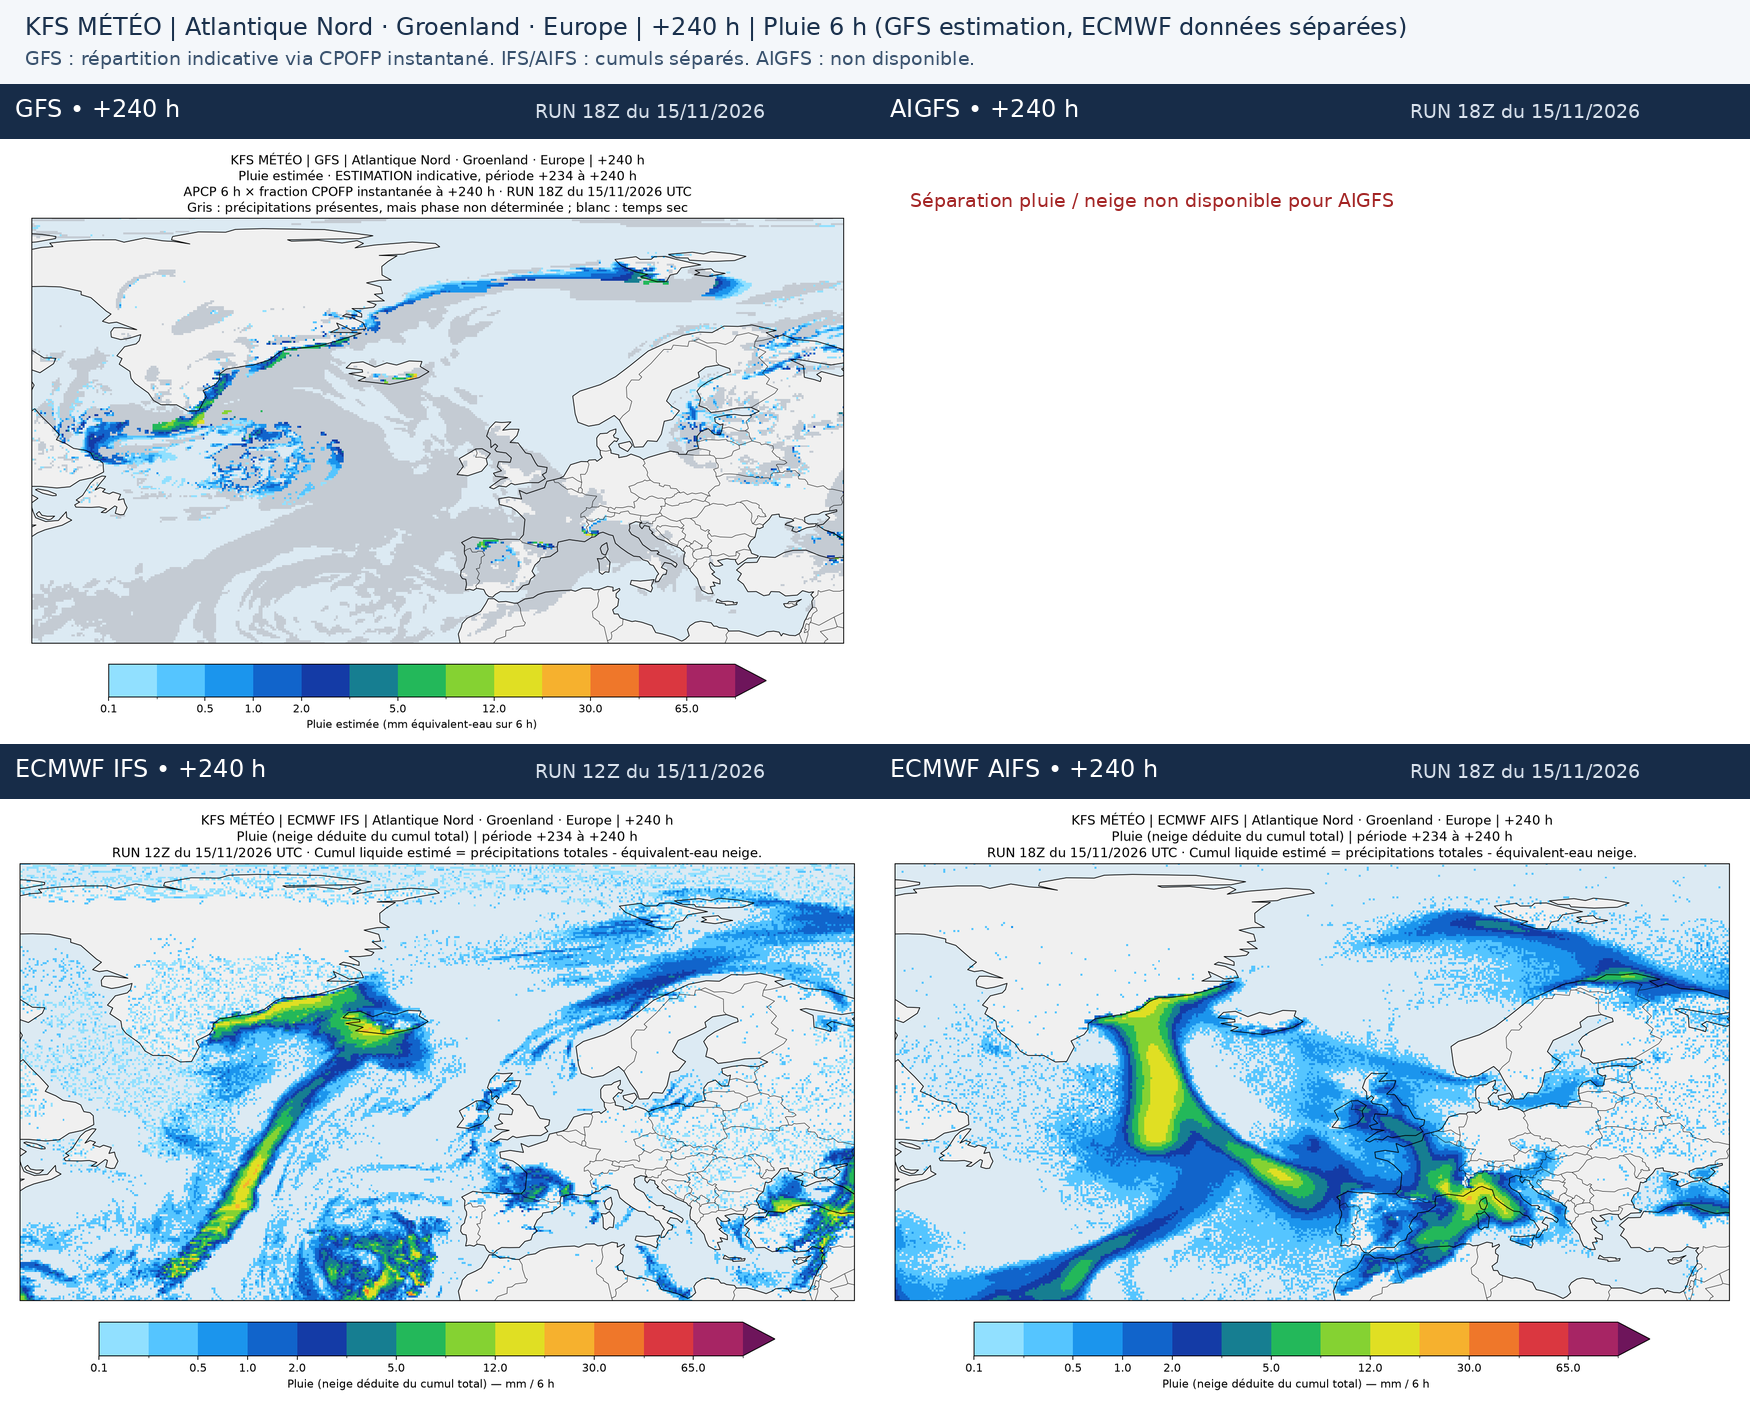 KFS MÉTÉO | Atlantique Nord · Groenland · Europe | +240 h | Pluie 6 h (GFS estimation, ECMWF données séparées)
GFS : répartition indicative via CPOFP instantané. IFS/AIFS : cumuls séparés. AIGFS : non disponible.
GFS • +240 h
RUN 18Z du 15/11/2026
AIGFS • +240 h
RUN 18Z du 15/11/2026
KFS MÉTÉO | GFS | Atlantique Nord · Groenland · Europe | +240 h
Pluie estimée · ESTIMATION indicative, période +234 à +240 h
APCP 6 h × fraction CPOFP instantanée à +240 h · RUN 18Z du 15/11/2026 UTC
Gris : précipitations présentes, mais phase non déterminée ; blanc : temps sec
Séparation pluie / neige non disponible pour AIGFS
0.1 0.5 1.0 2.0 5.0 12.0 30.0 65.0
Pluie estimée (mm équivalent-eau sur 6 h)
ECMWF IFS • +240 h
RUN 12Z du 15/11/2026
ECMWF AIFS • +240 h
RUN 18Z du 15/11/2026
KFS MÉTÉO | ECMWF IFS | Atlantique Nord · Groenland · Europe | +240 h
Pluie (neige déduite du cumul total) | période +234 à +240 h
RUN 12Z du 15/11/2026 UTC · Cumul liquide estimé = précipitations totales - équivalent-eau neige.
0.1 0.5 1.0 2.0 5.0 12.0 30.0 65.0
Pluie (neige déduite du cumul total) — mm / 6 h
KFS MÉTÉO | ECMWF AIFS | Atlantique Nord · Groenland · Europe | +240 h
Pluie (neige déduite du cumul total) | période +234 à +240 h
RUN 18Z du 15/11/2026 UTC · Cumul liquide estimé = précipitations totales - équivalent-eau neige.
0.1 0.5 1.0 2.0 5.0 12.0 30.0 65.0
Pluie (neige déduite du cumul total) — mm / 6 h